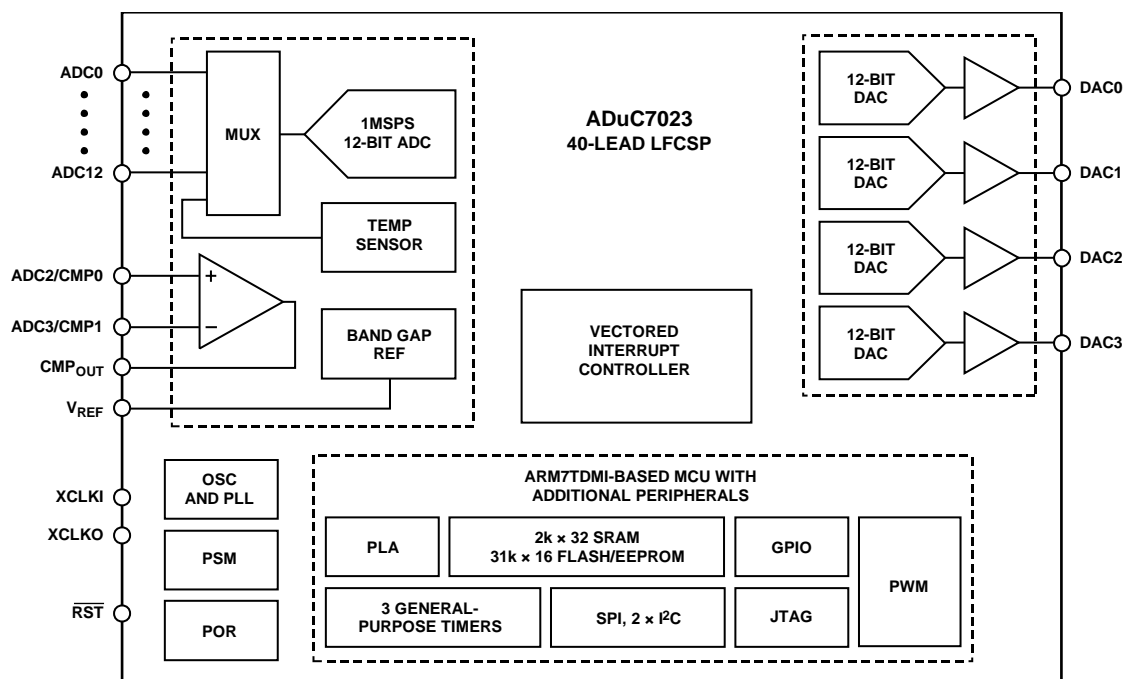 ADC0
ADC12
ADC2/CMP0
ADC3/CMP1
CMPOUT
VREF
XCLKI
XCLKO
RST
MUX
1MSPS
12-BIT ADC
TEMP
SENSOR
+
−
BAND GAP
REF
OSC
AND PLL
PSM
POR
ADuC7023
40-LEAD LFCSP
VECTORED
INTERRUPT
CONTROLLER
12-BIT
DAC
DAC0
12-BIT
DAC
DAC1
12-BIT
DAC
DAC2
12-BIT
DAC
DAC3
ARM7TDMI-BASED MCU WITH
ADDITIONAL PERIPHERALS
PLA
2k × 32 SRAM
31k × 16 FLASH/EEPROM
GPIO
PWM
3 GENERAL-
PURPOSE TIMERS
SPI, 2 × I²C
JTAG